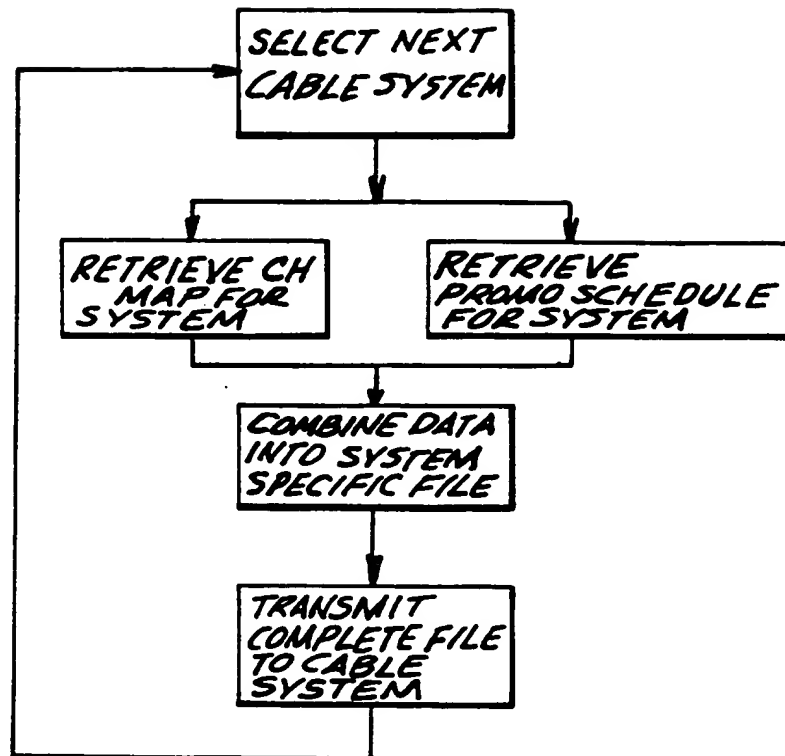 SELECT NEXT
CABLE SYSTEM
RETRIEVE CH
MAP FOR
SYSTEM
RETRIEVE
PROMO SCHEDULE
FOR SYSTEM
COMBINE DATA
INTO SYSTEM
SPECIFIC FILE
TRANSMIT
COMPLETE FILE
TO CABLE
SYSTEM